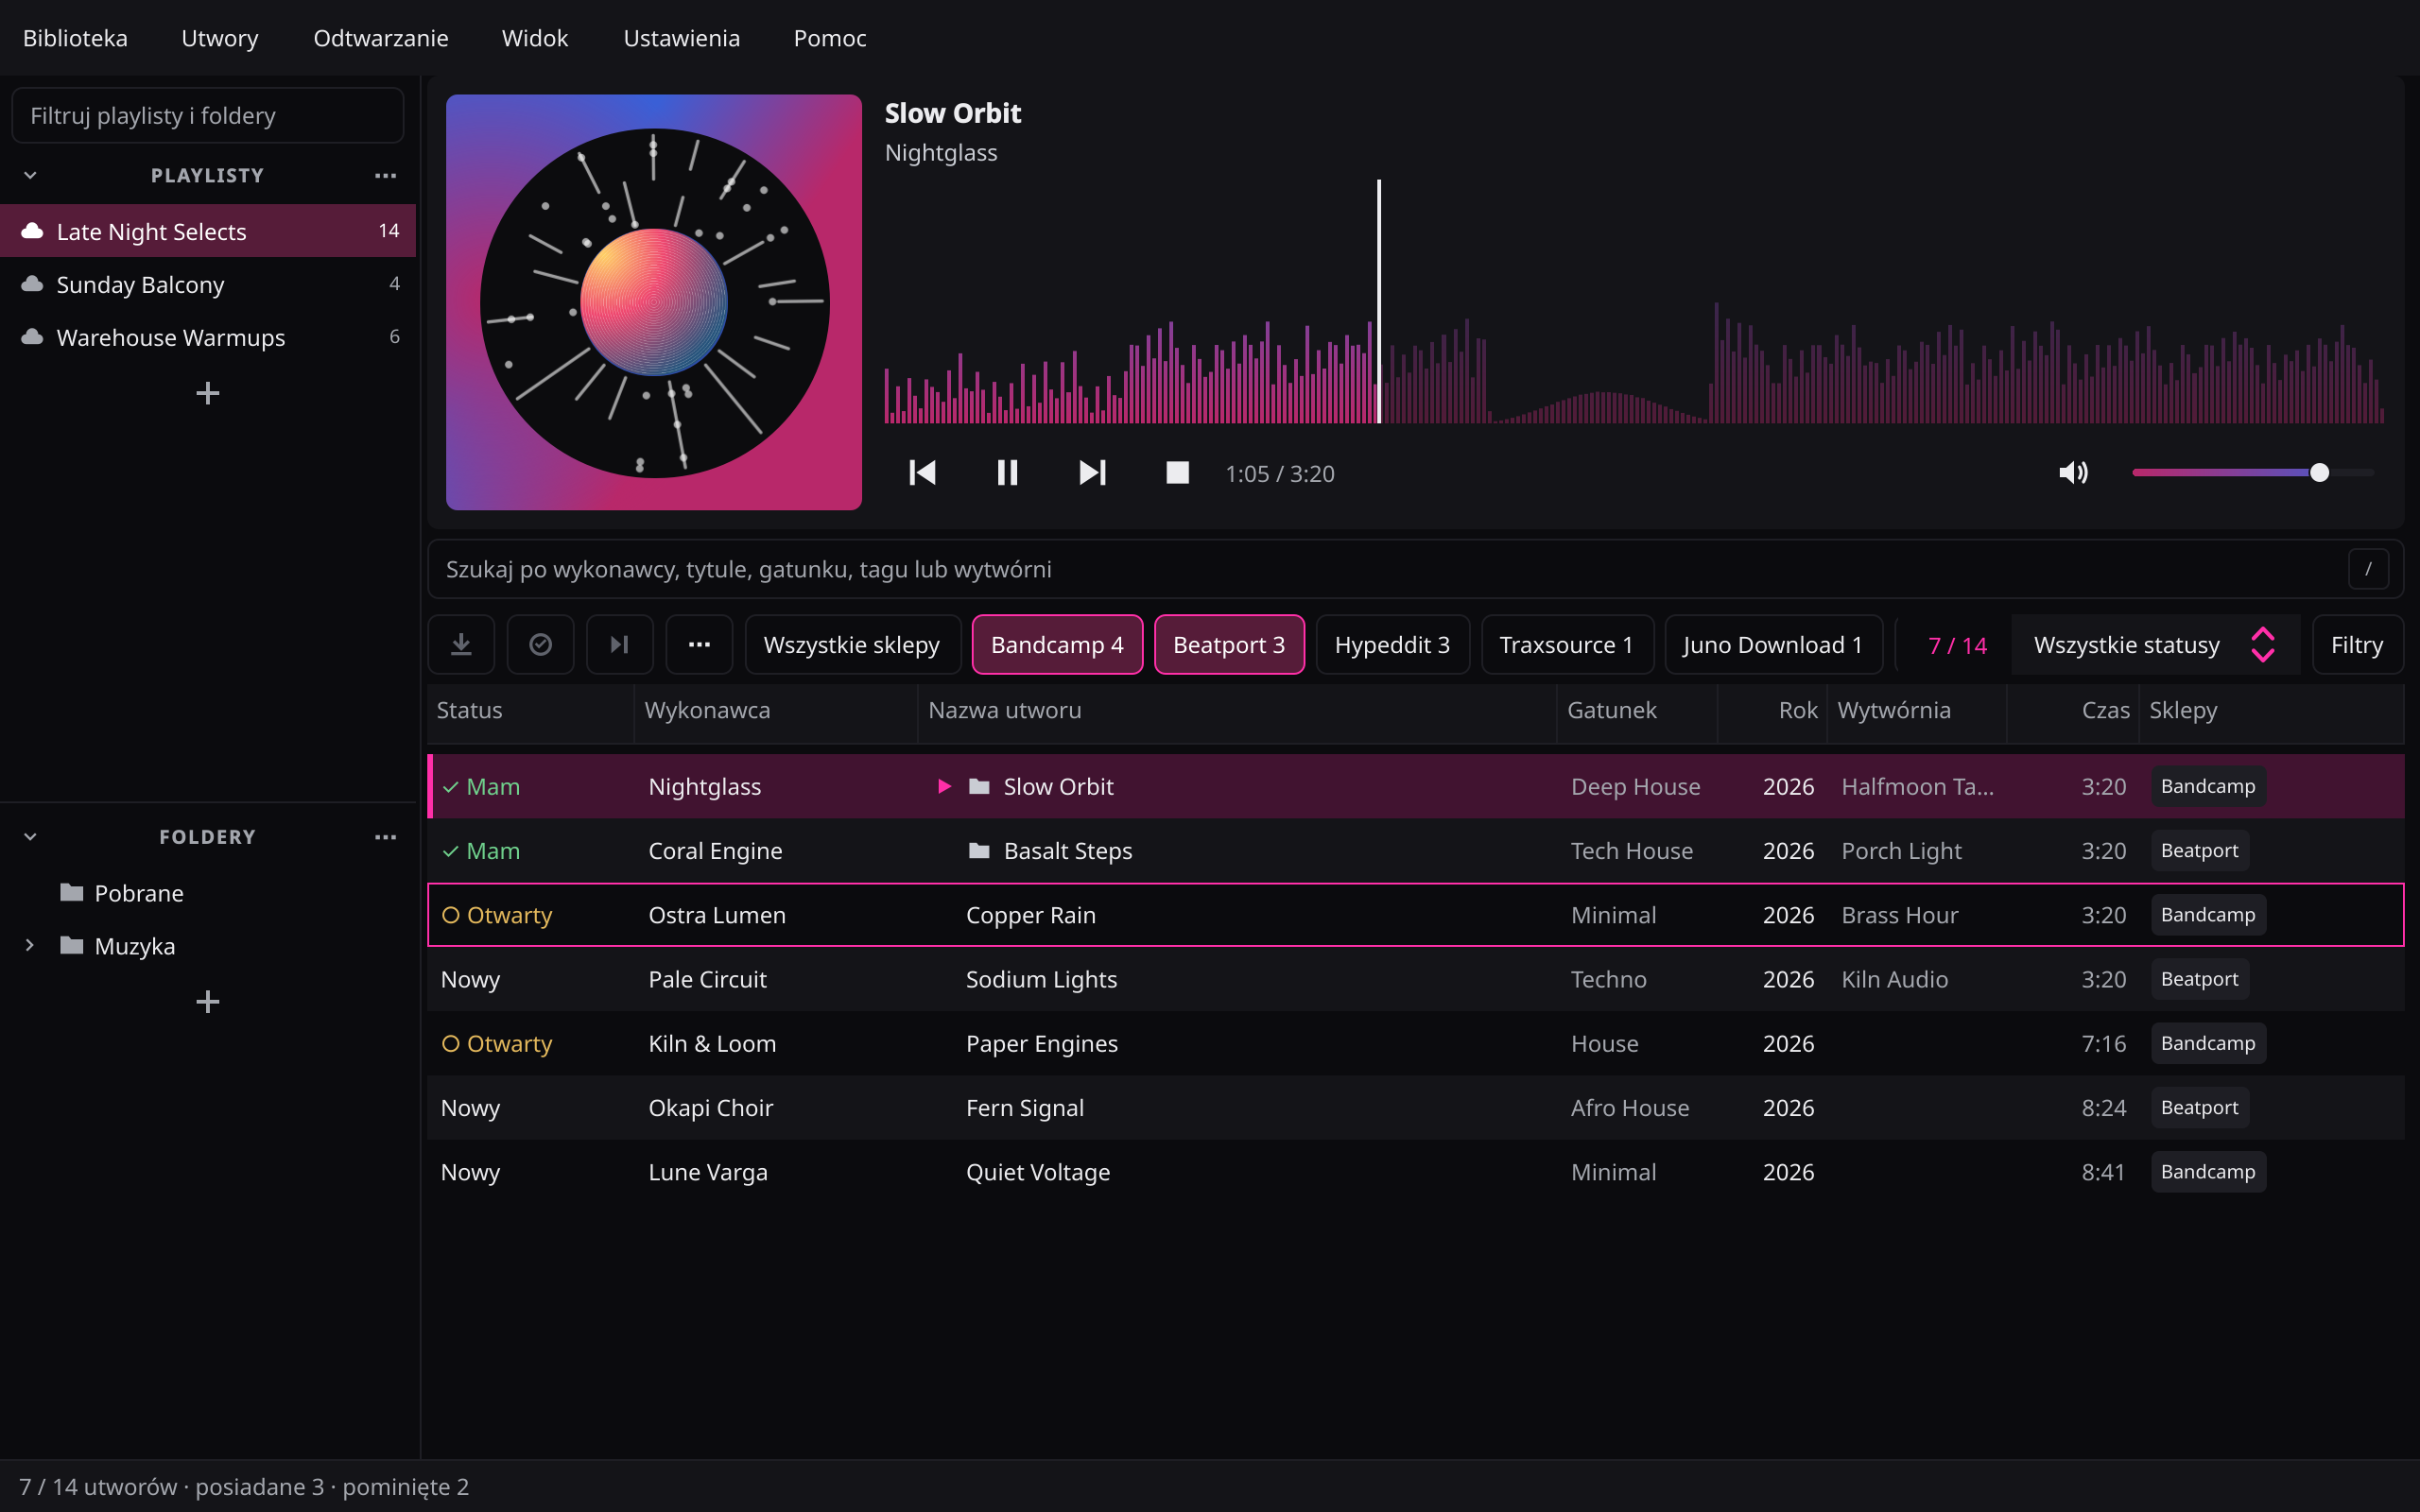 Biblioteka Utwory Odtwarzanie Widok Ustawienia Pomoc
Filtruj playlisty i foldery
PLAYLISTY
Late Night Selects 14
Sunday Balcony 4
Warehouse Warmups 6
FOLDERY
Pobrane
Muzyka
Slow Orbit
Nightglass
1:05 / 3:20
Szukaj po wykonawcy, tytule, gatunku, tagu lub wytwórni /
Wszystkie sklepy Bandcamp 4 Beatport 3 Hypeddit 3 Traxsource 1 Juno Download 1 7 / 14 Wszystkie statusy Filtry
Status Wykonawca Nazwa utworu Gatunek Rok Wytwórnia Czas Sklepy
Mam Nightglass Slow Orbit Deep House 2026 Halfmoon Ta... 3:20 Bandcamp
Mam Coral Engine Basalt Steps Tech House 2026 Porch Light 3:20 Beatport
Otwarty Ostra Lumen Copper Rain Minimal 2026 Brass Hour 3:20 Bandcamp
Nowy Pale Circuit Sodium Lights Techno 2026 Kiln Audio 3:20 Beatport
Otwarty Kiln & Loom Paper Engines House 2026 7:16 Bandcamp
Nowy Okapi Choir Fern Signal Afro House 2026 8:24 Beatport
Nowy Lune Varga Quiet Voltage Minimal 2026 8:41 Bandcamp
7 / 14 utworów · posiadane 3 · pominięte 2